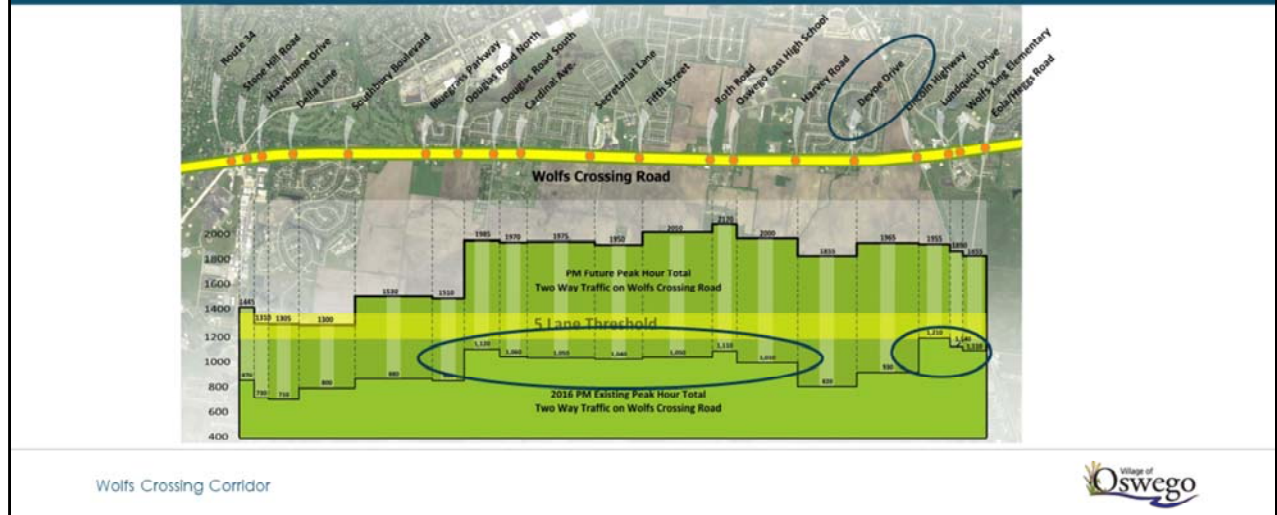 Route 34
Stone Hill Road
Hawthorne Drive
Della Lane
Southbury Boulevard
Bluegrass Parkway
Douglas Road North
Douglas Road South
Cardinal Ave.
Secretariat Lane
Fifth Street
Roth Road
Oswego East High School
Harvey Road
Devoe Drive
Lincoln Highway
Lundquist Drive
Wolfs Xing Elementary
Eola/Heggs Road
Wolfs Crossing Road
2000
1800
1600
1400
1200
1000
800
600
400
1445
1310
1305
1300
1530
1510
1985
1970
1975
1950
2050
2120
2000
1855
1965
1955
1890
1855
PM Future Peak Hour Total
Two Way Traffic on Wolfs Crossing Road
5 Lane Threshold
870
730
710
800
880
1,120
1,060
1,050
1,040
1,050
1,110
820
930
1,210
1,140
1,110
2016 PM Existing Peak Hour Total
Two Way Traffic on Wolfs Crossing Road
Wolfs Crossing Corridor
Village of
Oswego